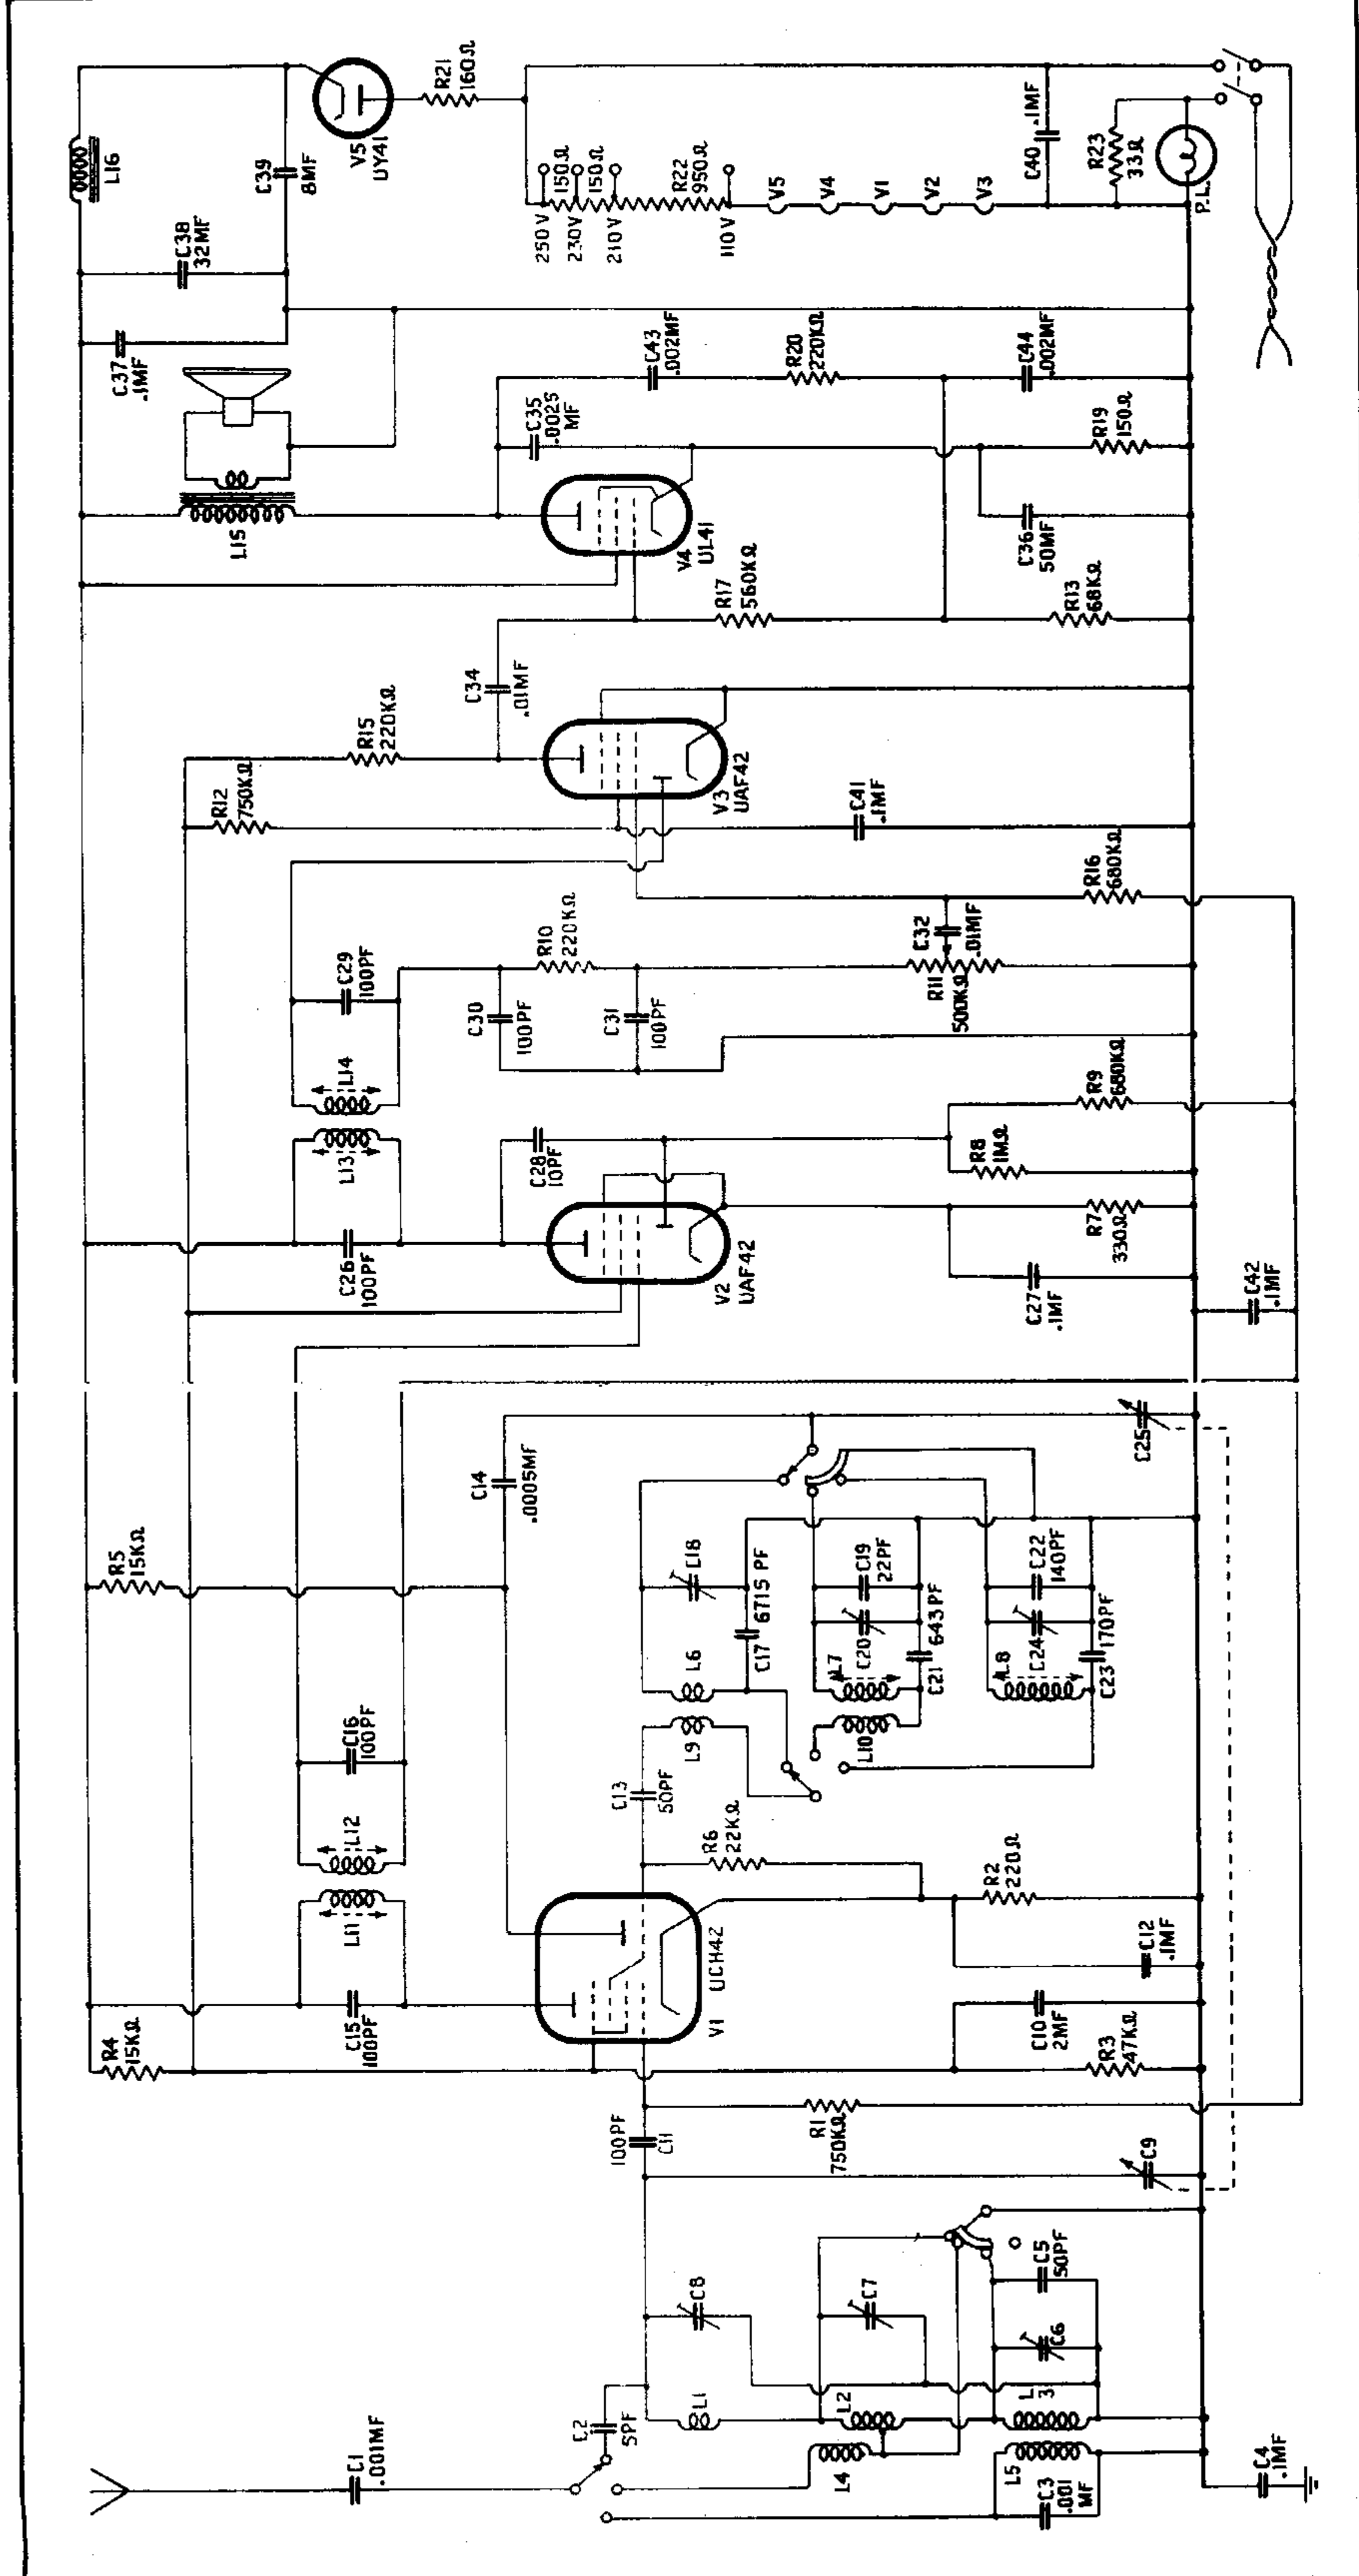 C1
.001MF
C2
5PF
L1
C8
C7
L2
L4
L3
L5
C3
.001
MF
C6
C5
50PF
C4
.1MF
C9
100PF
C11
R1
750KΩ
R4
15KΩ
C15
100PF
L11
L12
C16
100PF
V1
UCH42
C10
2MF
R3
47KΩ
C12
.1MF
R2
220Ω
R6
22KΩ
C13
50PF
L9
L6
C18
C17
6715PF
L10
L7
C20
C19
22PF
C21
643PF
L8
C24
C22
140PF
C23
170PF
R5
15KΩ
C14
.0005MF
C25
C26
100PF
L13
L14
C29
100PF
V2
UAF42
C28
10PF
C27
.1MF
R7
330Ω
R8
1MΩ
R9
680KΩ
C42
.1MF
C30
100PF
R10
220KΩ
C31
100PF
R11
500KΩ
C32
.01MF
R16
680KΩ
R12
750KΩ
R15
220KΩ
V3
UAF42
C41
.1MF
C34
.01MF
R17
560KΩ
R13
68KΩ
L15
V4
UL41
C35
.0025
MF
C36
50MF
R19
150Ω
C43
.002MF
R20
220KΩ
C44
.002MF
C37
.1MF
C38
32MF
L16
C39
8MF
V5
UY41
R21
160Ω
250V
150Ω
230V
150Ω
210V
R22
950Ω
110V
V5
V4
V1
V2
V3
C40
.1MF
R23
33Ω
P.L.